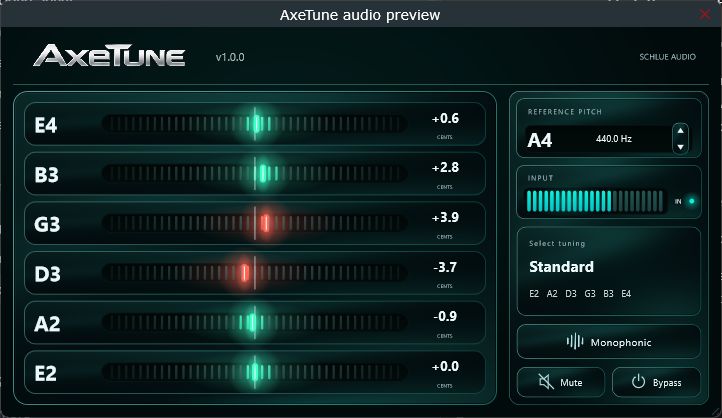 AxeTune audio preview
AXETUNE
v1.0.0
SCHLUE AUDIO
E4
+0.6
CENTS
B3
+2.8
CENTS
G3
+3.9
CENTS
D3
-3.7
CENTS
A2
-0.9
CENTS
E2
+0.0
CENTS
REFERENCE PITCH
A4 440.0 Hz
INPUT
IN
Select tuning
Standard
E2 A2 D3 G3 B3 E4
Monophonic
Mute
Bypass